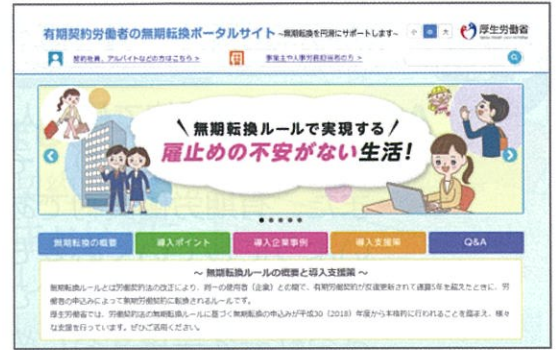 有期契約労働者の無期転換ポータルサイト ~無期転換を円滑にサポートします~ 小 中 大 厚生労働省
契約社員、アルバイトなどの方はこちら > 事業主や人事労務担当者の方 >
無期転換ルールで実現する
雇止めの不安がない生活!
無期転換の概要 導入ポイント 導入企業事例 導入支援策 Q&A
~ 無期転換ルールの概要と導入支援策 ~
無期転換ルールとは労働契約法の改正により、同一の使用者(企業)との間で、有期労働契約が反復更新されて通算5年を超えたときに、労
働者の申込みによって無期労働契約に転換されるルールです。
厚生労働省では、労働契約法の無期転換ルールに基づく無期転換の申込みが平成30(2018)年度から本格的に行われることを踏まえ、様々
な支援を行っています。ぜひご活用ください。